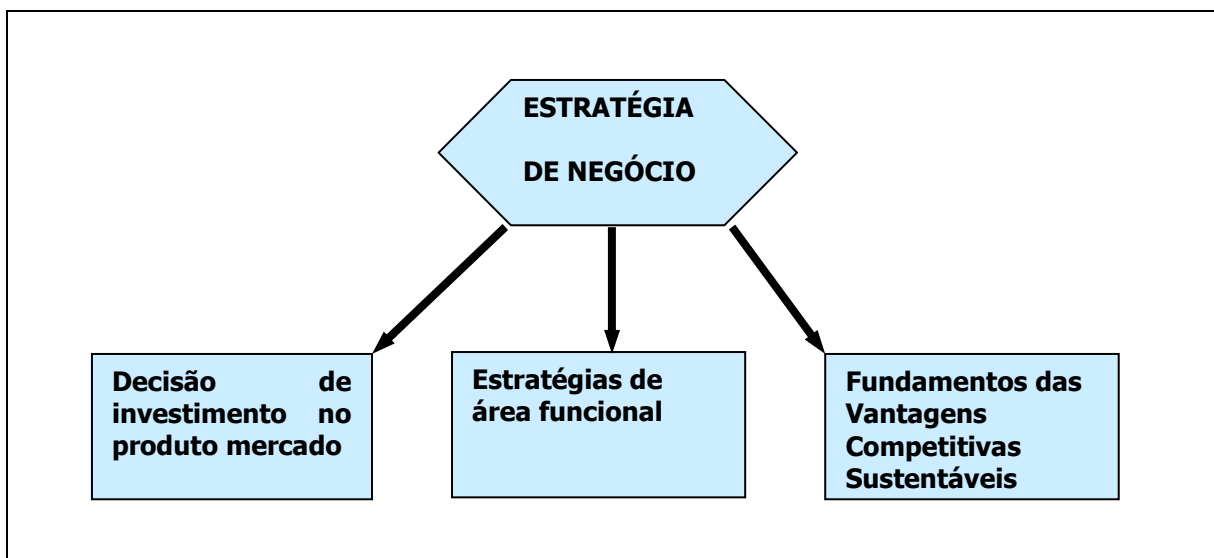 ESTRATÉGIA
DE NEGÓCIO
Decisão de
investimento no
produto mercado
Estratégias de
área funcional
Fundamentos das
Vantagens
Competitivas
Sustentáveis